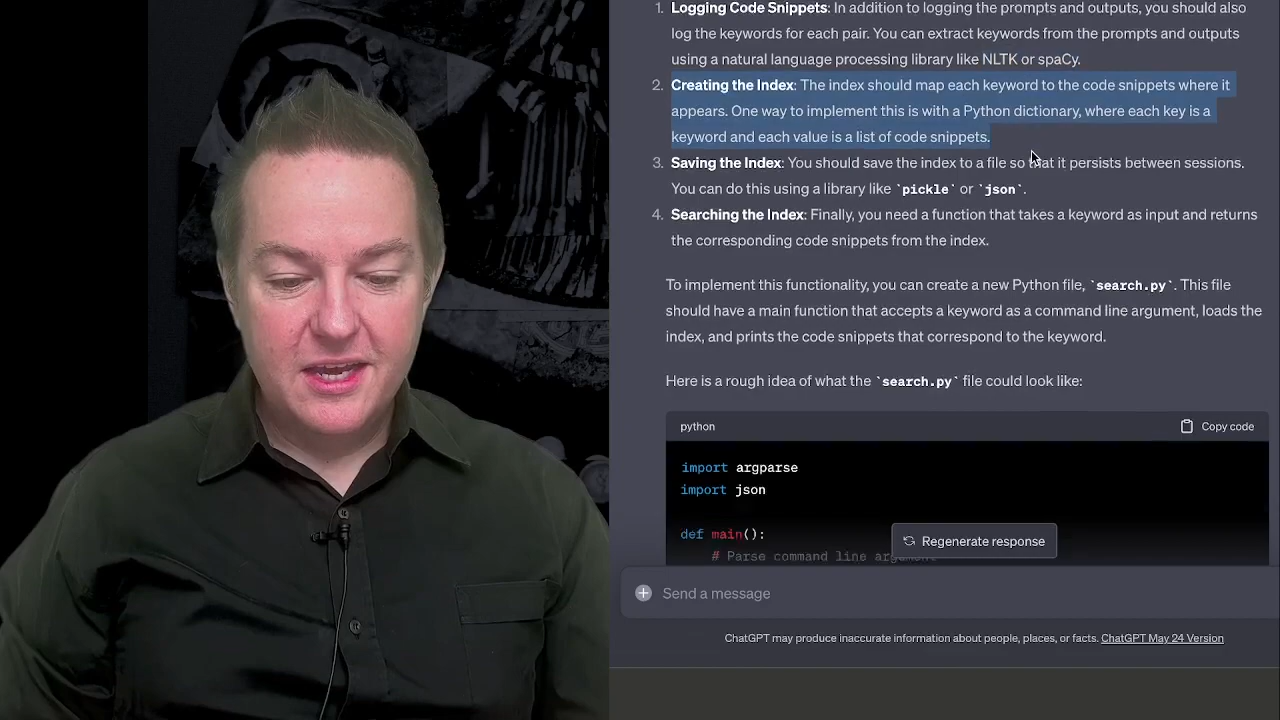 1. Logging Code Snippets: In addition to logging the prompts and outputs, you should also
log the keywords for each pair. You can extract keywords from the prompts and outputs
using a natural language processing library like NLTK or spaCy.
2. Creating the Index: The index should map each keyword to the code snippets where it
appears. One way to implement this is with a Python dictionary, where each key is a
keyword and each value is a list of code snippets.
3. Saving the Index: You should save the index to a file so that it persists between sessions.
You can do this using a library like `pickle` or `json`.
4. Searching the Index: Finally, you need a function that takes a keyword as input and returns
the corresponding code snippets from the index.
To implement this functionality, you can create a new Python file, `search.py`. This file
should have a main function that accepts a keyword as a command line argument, loads the
index, and prints the code snippets that correspond to the keyword.
Here is a rough idea of what the `search.py` file could look like:
python Copy code
import argparse
import json
def main():
# Parse command line argument
Regenerate response
Send a message
ChatGPT may produce inaccurate information about people, places, or facts. ChatGPT May 24 Version